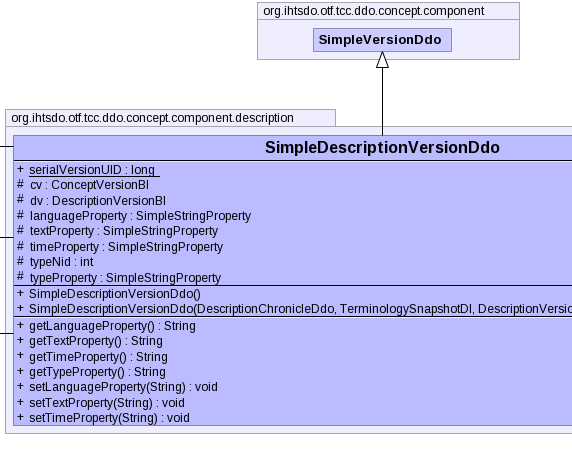 org.ihtsdo.otf.tcc.ddo.concept.component
SimpleVersionDdo
org.ihtsdo.otf.tcc.ddo.concept.component.description
SimpleDescriptionVersionDdo
+ serialVersionUID : long
# cv : ConceptVersionBI
# dv : DescriptionVersionBI
# languageProperty : SimpleStringProperty
# textProperty : SimpleStringProperty
# timeProperty : SimpleStringProperty
# typeNid : int
# typeProperty : SimpleStringProperty
+ SimpleDescriptionVersionDdo()
+ SimpleDescriptionVersionDdo(DescriptionChronicleDdo, TerminologySnapshotDI, DescriptionVersio
+ getLanguageProperty() : String
+ getTextProperty() : String
+ getTimeProperty() : String
+ getTypeProperty() : String
+ setLanguageProperty(String) : void
+ setTextProperty(String) : void
+ setTimeProperty(String) : void